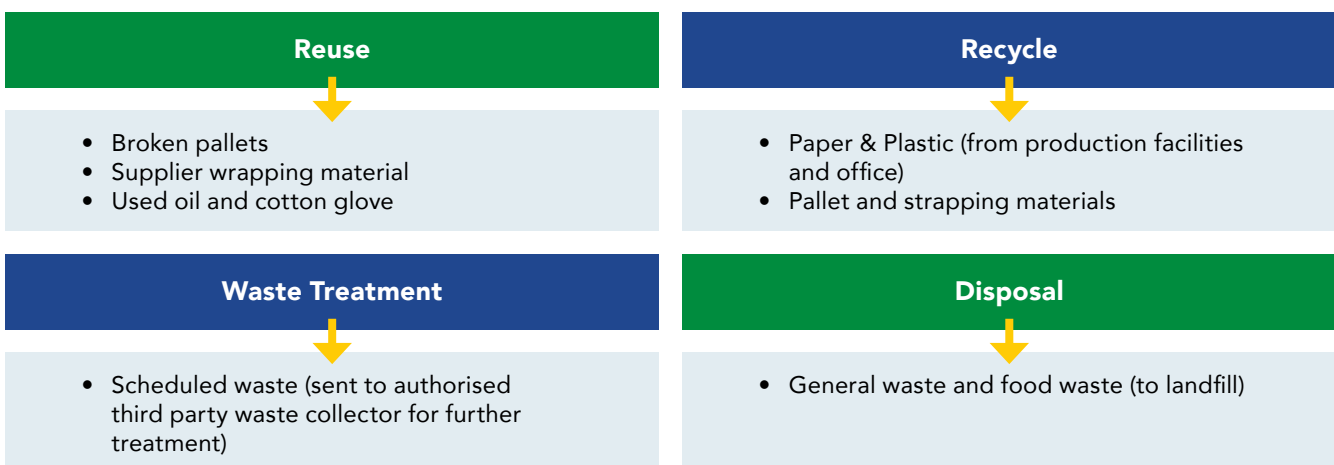 Reuse
• Broken pallets
• Supplier wrapping material
• Used oil and cotton glove
Recycle
• Paper & Plastic (from production facilities
and office)
• Pallet and strapping materials
Waste Treatment
• Scheduled waste (sent to authorised
third party waste collector for further
treatment)
Disposal
• General waste and food waste (to landfill)